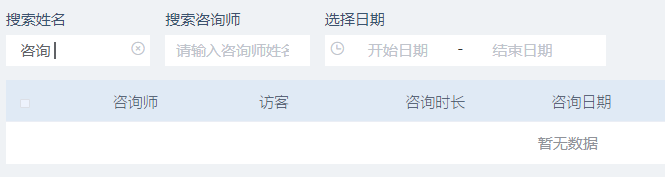 搜索姓名 搜索咨询师 选择日期
咨询 请输入咨询师姓名 开始日期 - 结束日期
咨询师 访客 咨询时长 咨询日期
暂无数据